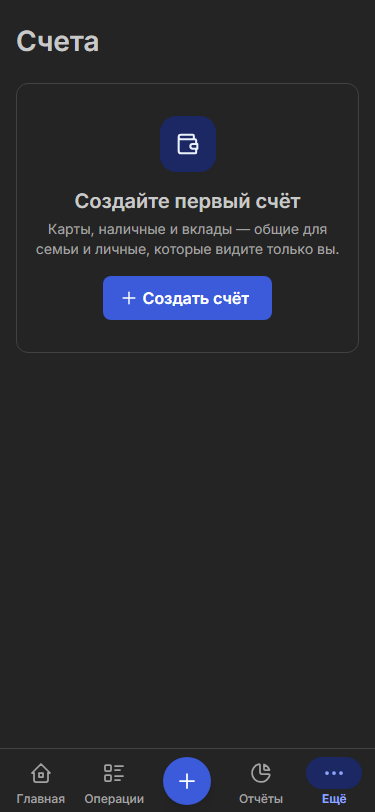 Счета
Создайте первый счёт
Карты, наличные и вклады — общие для
семьи и личные, которые видите только вы.
Создать счёт
Главная
Операции
Отчёты
Ещё